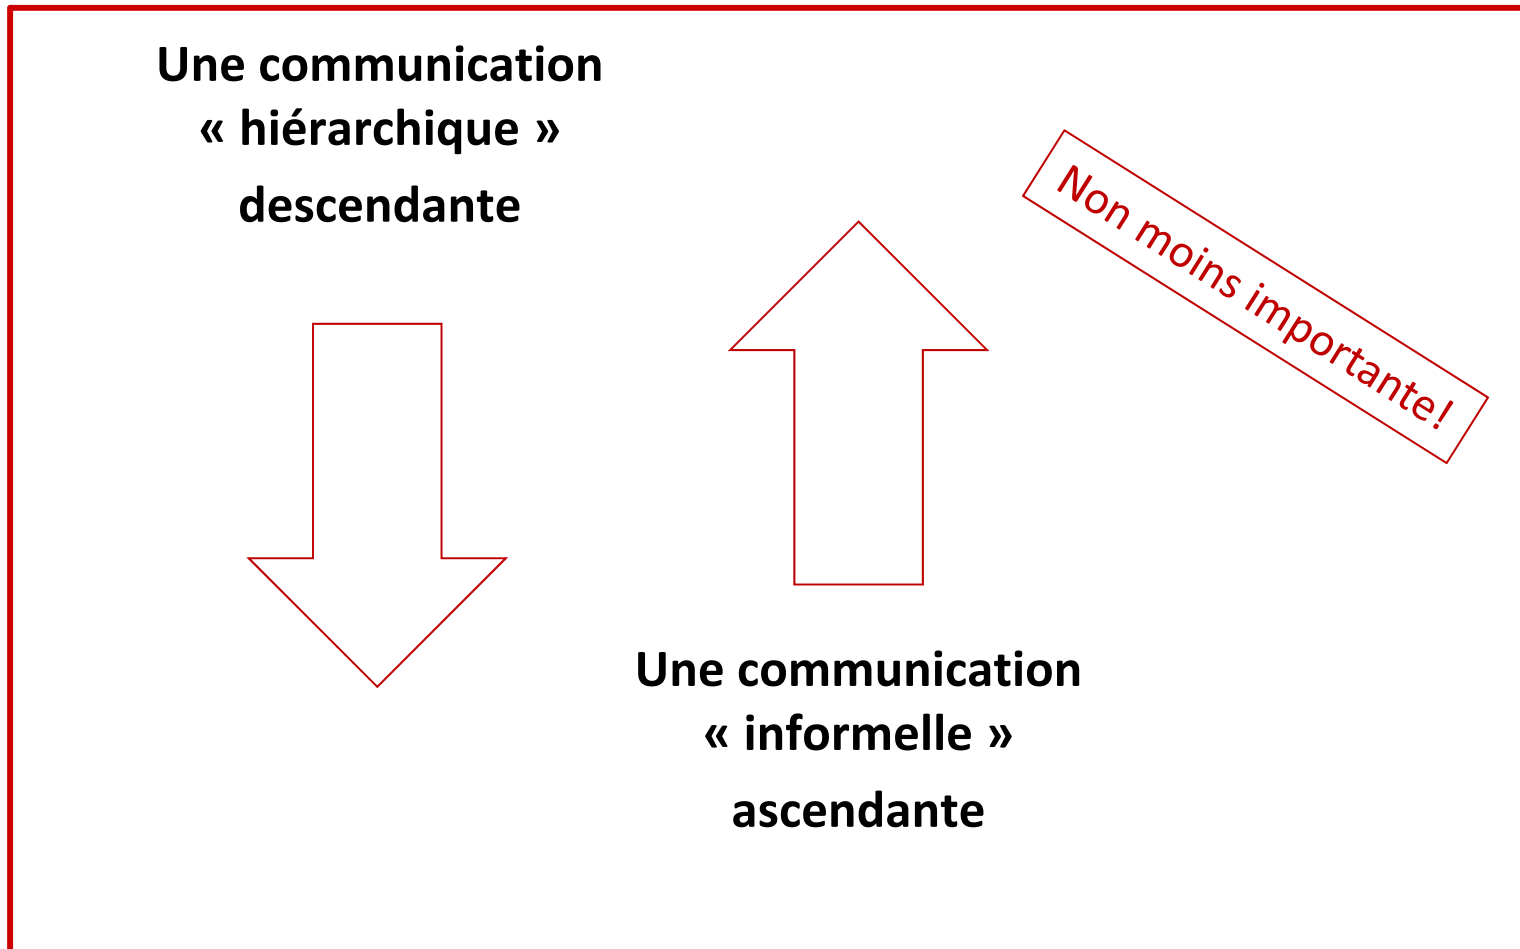 Une communication
« hiérarchique »
descendante
Non moins importante!
Une communication
« informelle »
ascendante